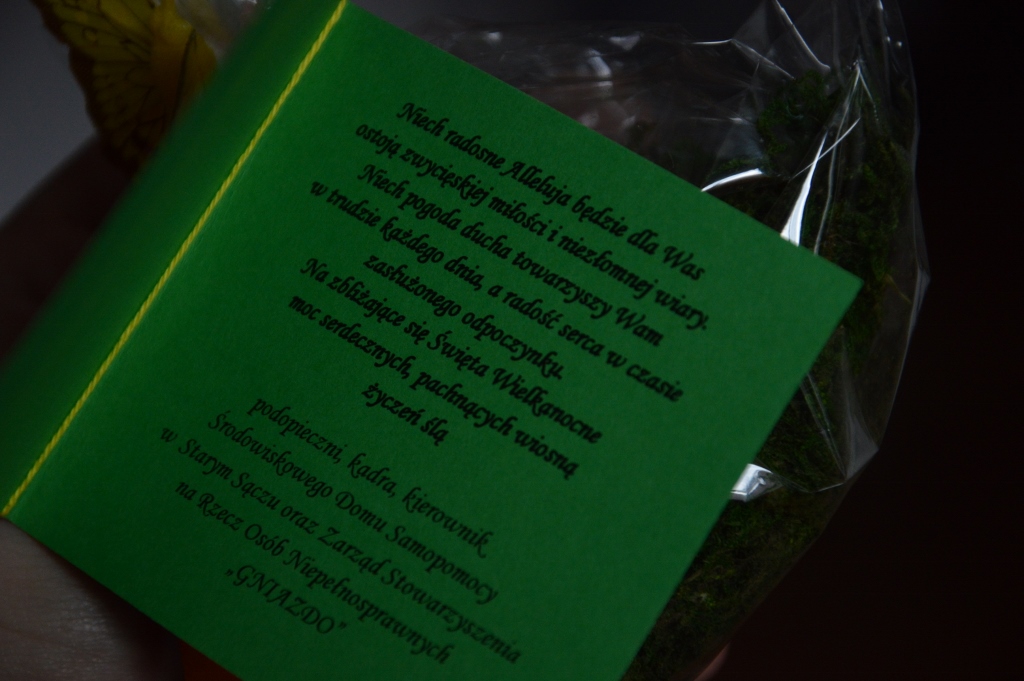 Niech radosne Alleluja będzie dla Was
ostoją zwycięskiej miłości i niezłomnej wiary.
Niech pogoda ducha towarzyszy Wam
w trudzie każdego dnia, a radość serca w czasie
zasłużonego odpoczynku.
Na zbliżające się Święta Wielkanocne
moc serdecznych, pachnących wiosną
życzeń ślą
podopieczni, kadra, kierownik
Środowiskowego Domu Samopomocy
w Starym Sączu oraz Zarząd Stowarzyszenia
na Rzecz Osób Niepełnosprawnych
„GNIAZDO”